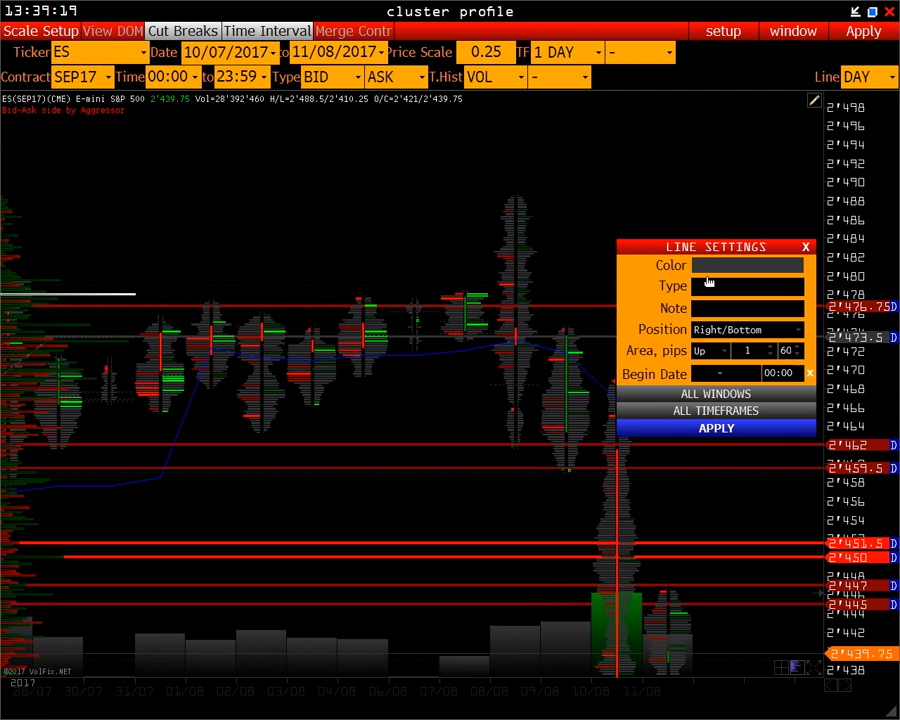 13:39:19 cluster profile
Scale Setup View DOM Cut Breaks Time Interval Merge Contr setup window Apply
Ticker ES Date 10/07/2017 to 11/08/2017 Price Scale 0.25 TF 1 DAY -
Contract SEP17 Time 00:00 to 23:59 Type BID ASK T.Hist VOL - Line DAY
ES(SEP17)(CME) E-mini S&P 500 2'439.75 Vol=28'392'460 H/L=2'488.5/2'410.25 O/C=2'421/2'439.75
Bid-Ask side by Aggressor
2'498
2'496
2'494
2'492
2'490
2'488
2'486
2'484
LINE SETTINGS X
2'482
Color
2'480
Type
2'478
Note
2'476.75 D
2'476
Position Right/Bottom
2'473.5 D
Area, pips Up 1 60
2'472
Begin Date - 00:00 x
2'470
2'468
ALL WINDOWS
2'466
ALL TIMEFRAMES
2'464
APPLY
2'462 D
2'459.5 D
2'458
2'456
2'454
2'451.5 D
2'450 D
2'448
2'447 D
2'446
2'445 D
2'444
2'442
2'439.75
2'438
©2017 VolFix.NET
2017
28/07 30/07 31/07 01/08 02/08 03/08 04/08 06/08 07/08 08/08 09/08 10/08 11/08